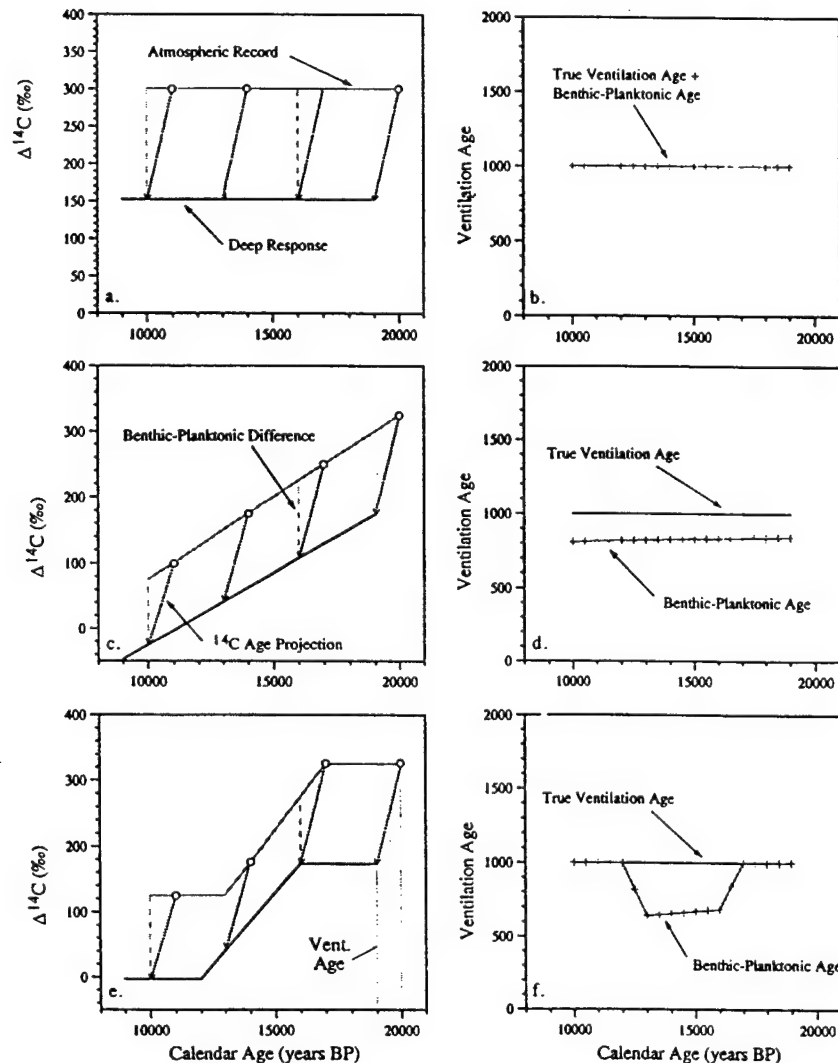 Δ14C (‰)
400
350
300
250
200
150
100
50
0
Atmospheric Record
Deep Response
a.
10000 15000 20000
Ventilation Age
2000
1500
1000
500
0
True Ventilation Age +
Benthic-Planktonic Age
b.
10000 15000 20000
Δ14C (‰)
400
300
200
100
0
Benthic-Planktonic Difference
14C Age Projection
c.
10000 15000 20000
Ventilation Age
2000
1500
1000
500
0
True Ventilation Age
Benthic-Planktonic Age
d.
10000 15000 20000
Δ14C (‰)
400
300
200
100
0
Vent.
Age
e.
10000 15000 20000
Calendar Age (years BP)
Ventilation Age
2000
1500
1000
500
0
True Ventilation Age
Benthic-Planktonic Age
f.
10000 15000 20000
Calendar Age (years BP)